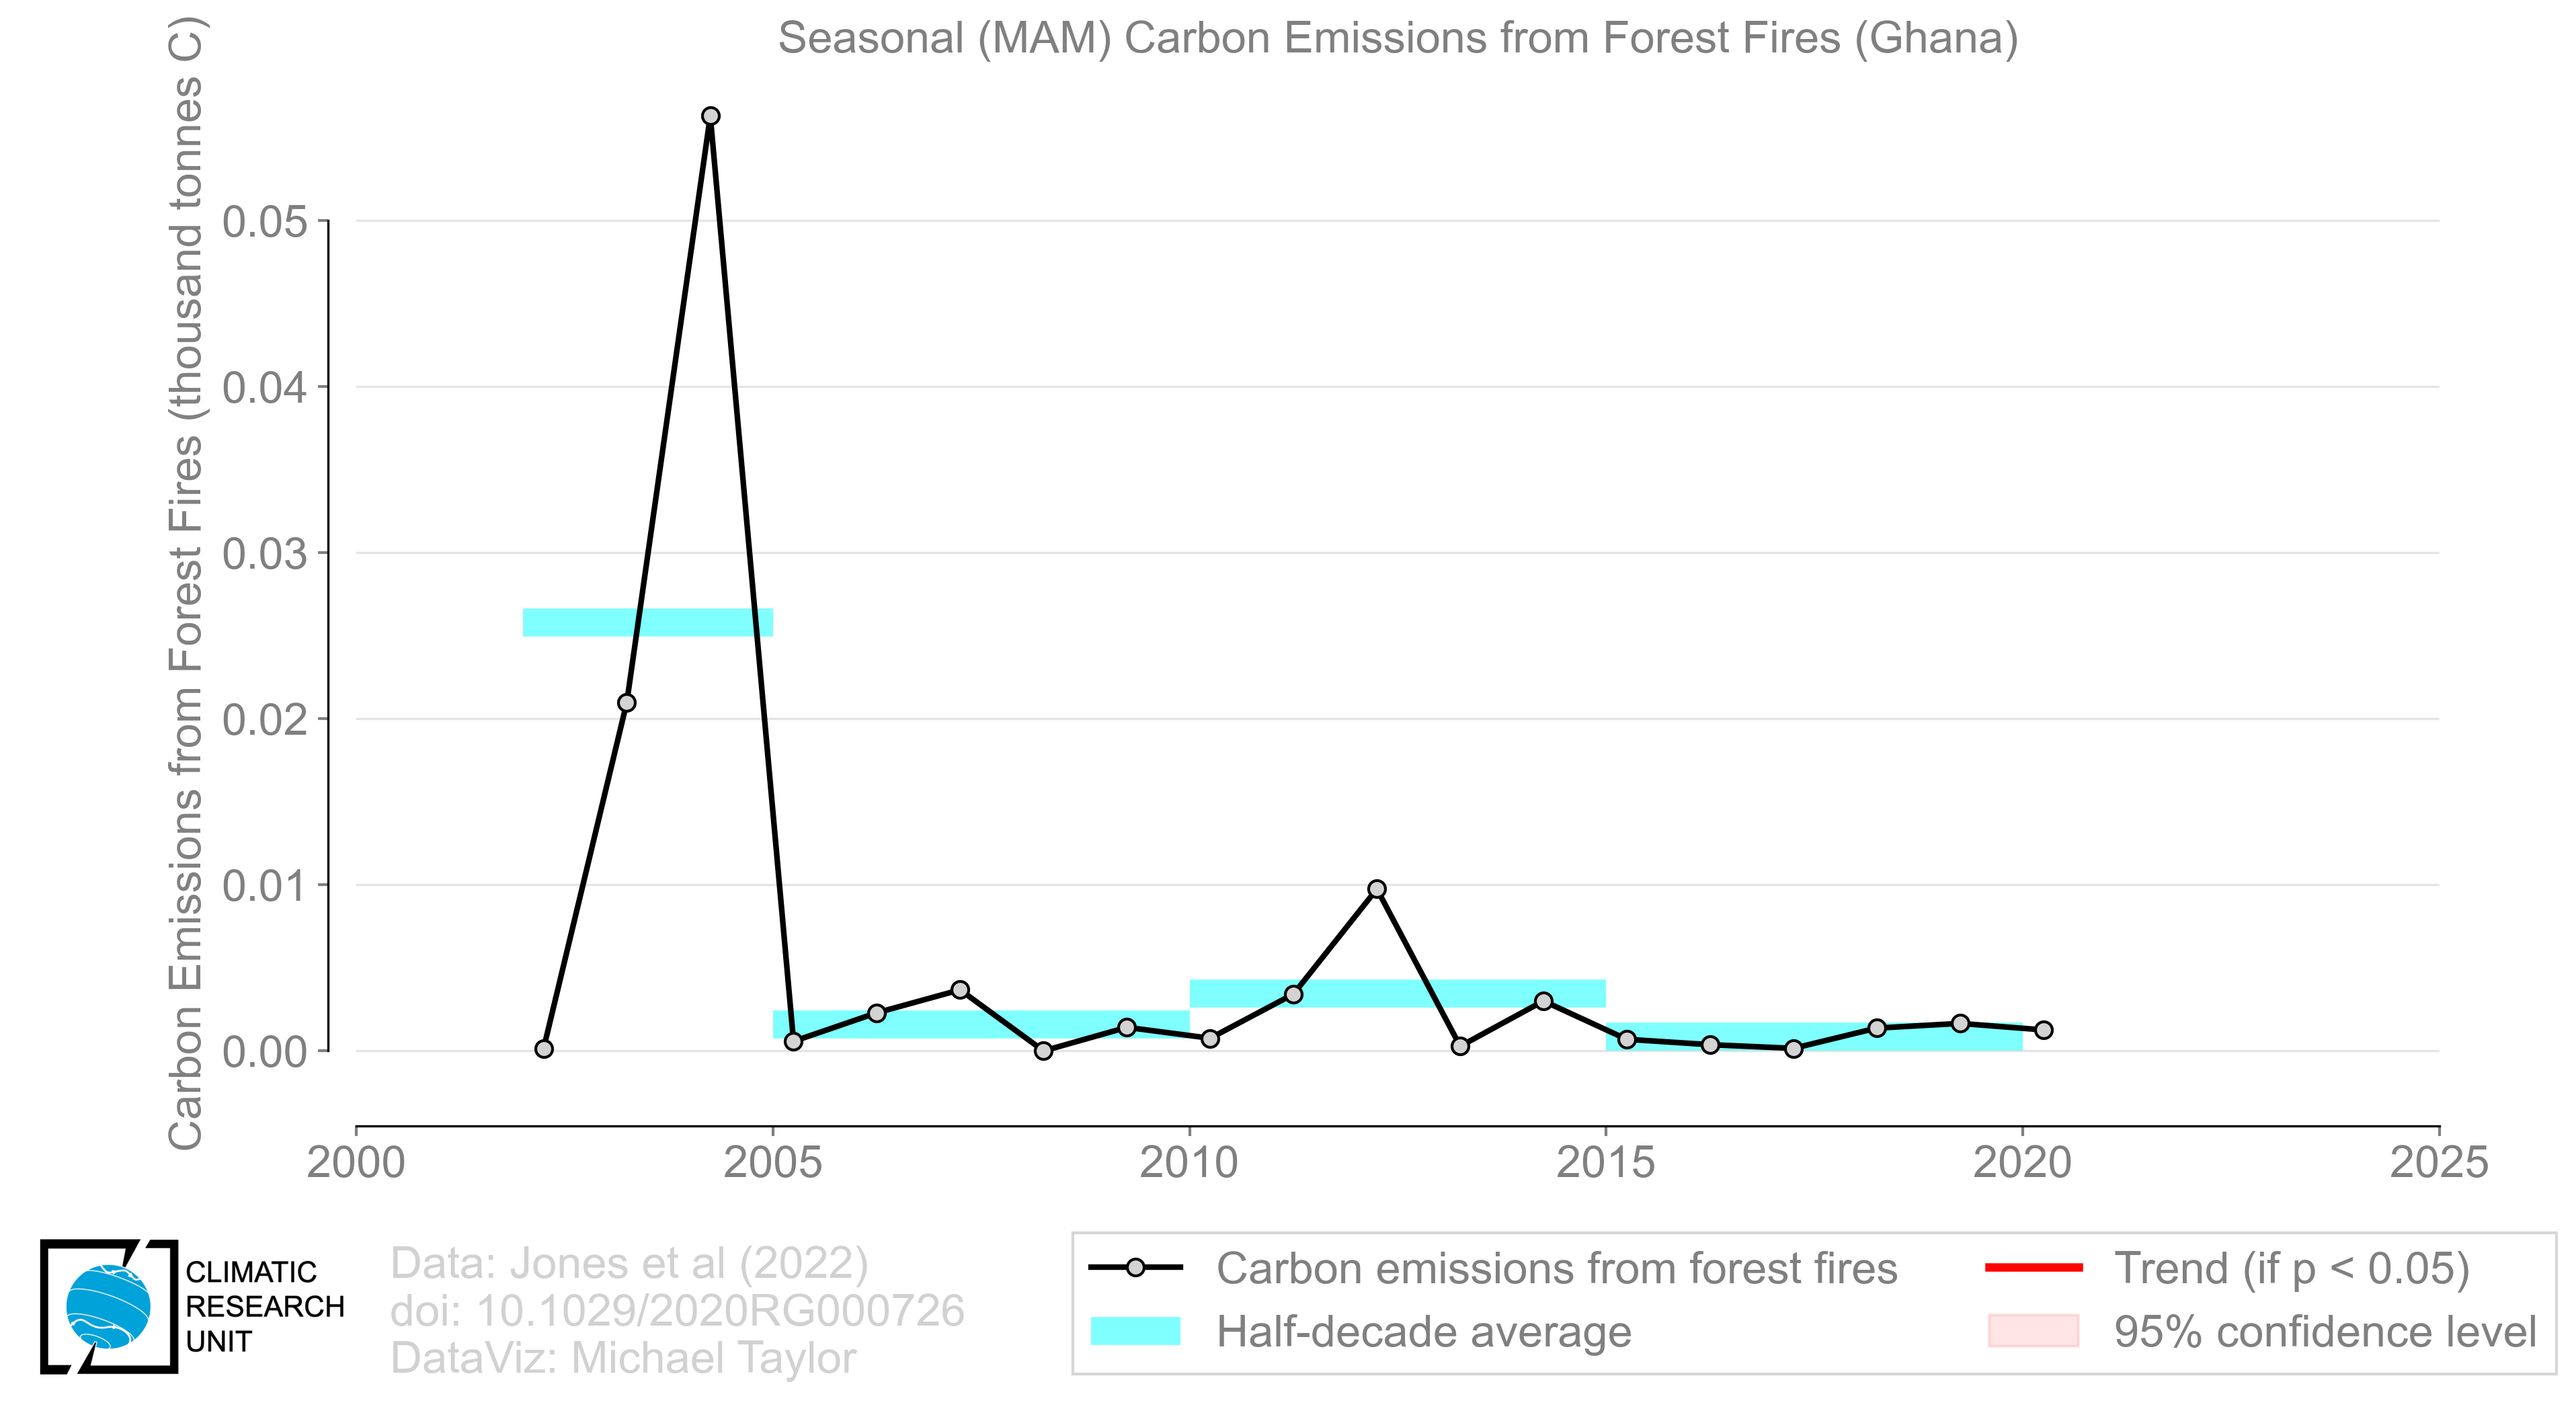 Seasonal (MAM) Carbon Emissions from Forest Fires (Ghana)
Carbon Emissions from Forest Fires (thousand tonnes C)
0.05
0.04
0.03
0.02
0.01
0.00
2000
2005
2010
2015
2020
2025
CLIMATIC
RESEARCH
UNIT
Data: Jones et al (2022)
doi: 10.1029/2020RG000726
DataViz: Michael Taylor
Carbon emissions from forest fires
Half-decade average
Trend (if p < 0.05)
95% confidence level